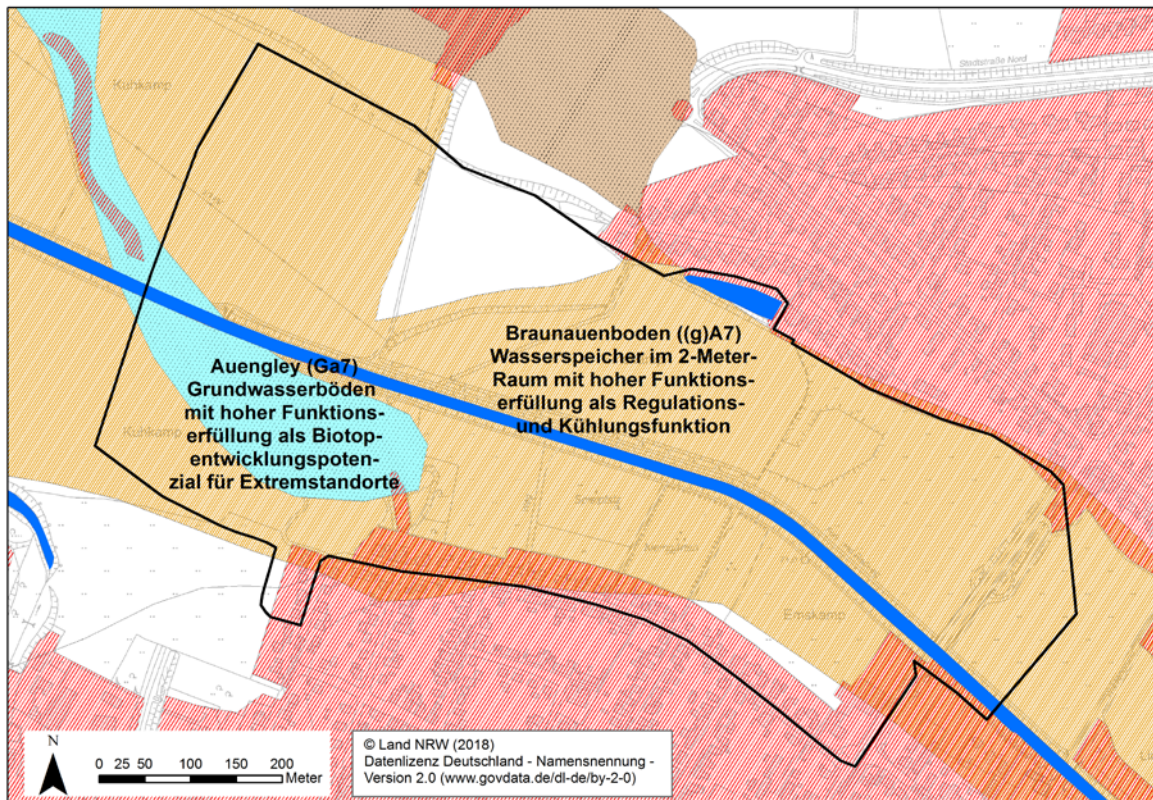 Kuhkamp
Stadtstraße Nord
Braunauenboden ((g)A7)
Wasserspeicher im 2-Meter-
Raum mit hoher Funktions-
erfüllung als Regulations-
und Kühlungsfunktion
Auengley (Ga7)
Grundwasserböden
mit hoher Funktions-
erfüllung als Biotop-
entwicklungspoten-
zial für Extremstandorte
Kuhkamp
Emskamp
N
0 25 50 100 150 200
Meter
© Land NRW (2018)
Datenlizenz Deutschland - Namensnennung -
Version 2.0 (www.govdata.de/dl-de/by-2-0)